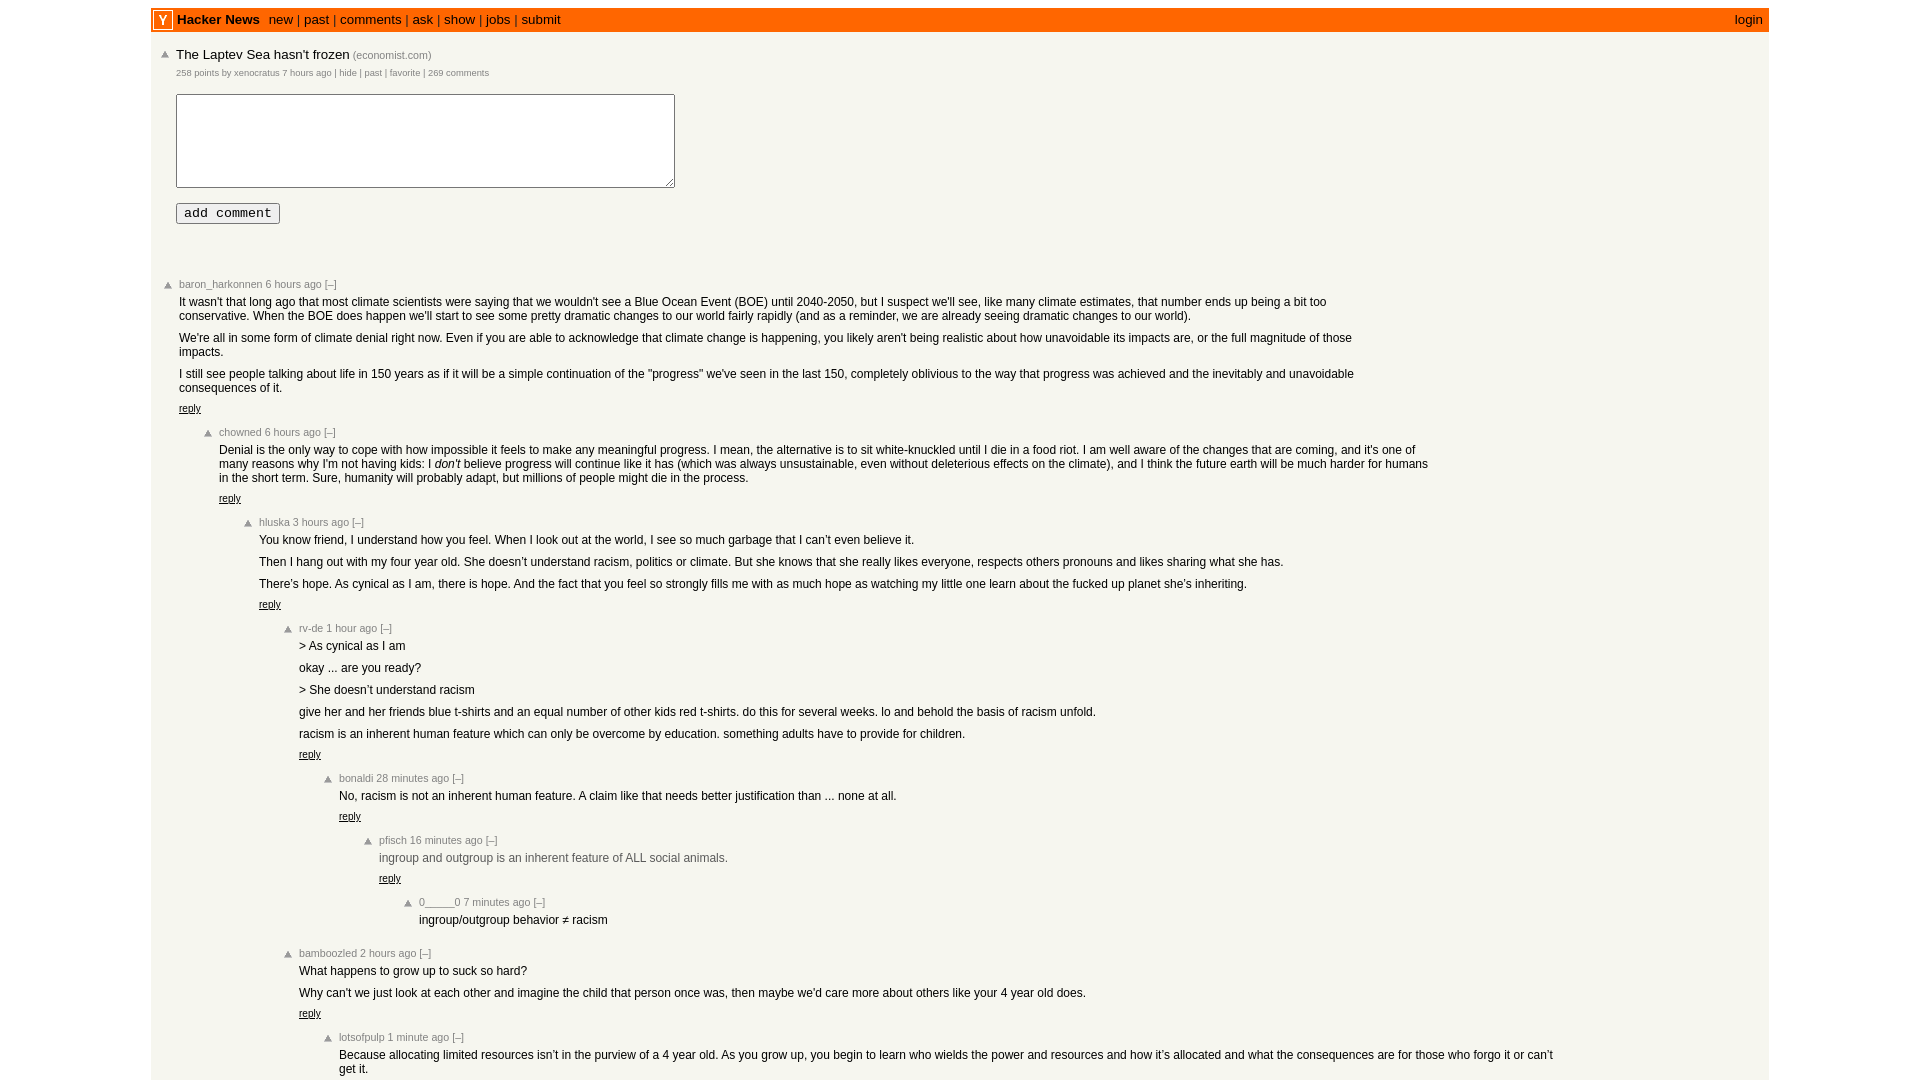 Y Hacker News new | past | comments | ask | show | jobs | submit login
The Laptev Sea hasn't frozen (economist.com)
258 points by xenocratus 7 hours ago | hide | past | favorite | 269 comments
add comment
baron_harkonnen 6 hours ago [–]
It wasn't that long ago that most climate scientists were saying that we wouldn't see a Blue Ocean Event (BOE) until 2040-2050, but I suspect we'll see, like many climate estimates, that number ends up being a bit too
conservative. When the BOE does happen we'll start to see some pretty dramatic changes to our world fairly rapidly (and as a reminder, we are already seeing dramatic changes to our world).
We're all in some form of climate denial right now. Even if you are able to acknowledge that climate change is happening, you likely aren't being realistic about how unavoidable its impacts are, or the full magnitude of those
impacts.
I still see people talking about life in 150 years as if it will be a simple continuation of the "progress" we've seen in the last 150, completely oblivious to the way that progress was achieved and the inevitably and unavoidable
consequences of it.
reply
chowned 6 hours ago [–]
Denial is the only way to cope with how impossible it feels to make any meaningful progress. I mean, the alternative is to sit white-knuckled until I die in a food riot. I am well aware of the changes that are coming, and it's one of
many reasons why I'm not having kids: I don't believe progress will continue like it has (which was always unsustainable, even without deleterious effects on the climate), and I think the future earth will be much harder for humans
in the short term. Sure, humanity will probably adapt, but millions of people might die in the process.
reply
hluska 3 hours ago [–]
You know friend, I understand how you feel. When I look out at the world, I see so much garbage that I can’t even believe it.
Then I hang out with my four year old. She doesn’t understand racism, politics or climate. But she knows that she really likes everyone, respects others pronouns and likes sharing what she has.
There’s hope. As cynical as I am, there is hope. And the fact that you feel so strongly fills me with as much hope as watching my little one learn about the fucked up planet she’s inheriting.
reply
rv-de 1 hour ago [–]
> As cynical as I am
okay ... are you ready?
> She doesn’t understand racism
give her and her friends blue t-shirts and an equal number of other kids red t-shirts. do this for several weeks. lo and behold the basis of racism unfold.
racism is an inherent human feature which can only be overcome by education. something adults have to provide for children.
reply
bonaldi 28 minutes ago [–]
No, racism is not an inherent human feature. A claim like that needs better justification than ... none at all.
reply
pfisch 16 minutes ago [–]
ingroup and outgroup is an inherent feature of ALL social animals.
reply
0_____0 7 minutes ago [–]
ingroup/outgroup behavior ≠ racism
bamboozled 2 hours ago [–]
What happens to grow up to suck so hard?
Why can't we just look at each other and imagine the child that person once was, then maybe we'd care more about others like your 4 year old does.
reply
lotsofpulp 1 minute ago [–]
Because allocating limited resources isn’t in the purview of a 4 year old. As you grow up, you begin to learn who wields the power and resources and how it’s allocated and what the consequences are for those who forgo it or can’t
get it.